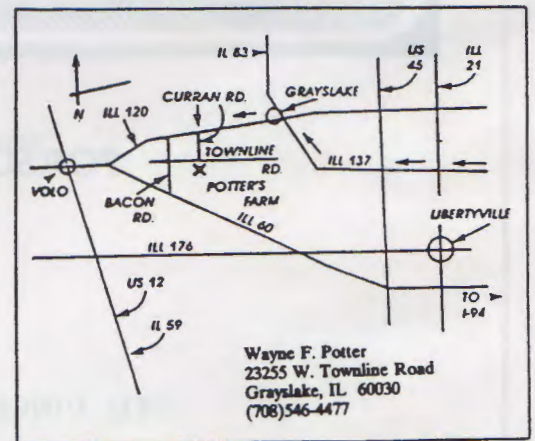 IL 83
US
45
ILL
21
CURRAN RD.
GRAYSLAKE
ILL 120
N
TOWNLINE
RD.
ILL 137
VOLO
BACON
RD.
POTTER'S
FARM
ILL 60
LIBERTYVILLE
ILL 176
US 12
IL 59
TO
I-94
Wayne F. Potter
23255 W. Townline Road
Grayslake, IL 60030
(708)546-4477